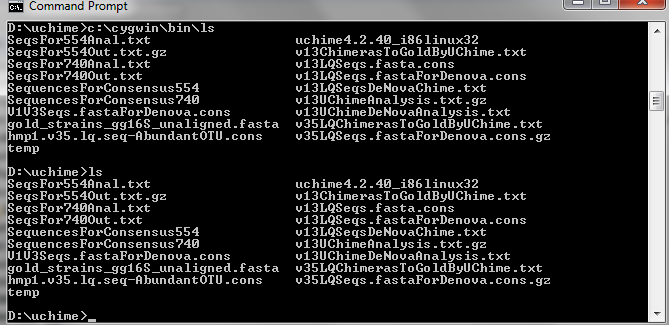 Command Prompt
D:\uchime>c:\cygwin\bin\ls
SeqsFor554Anal.txt uchime4.2.40_i86linux32
SeqsFor554Out.txt.gz v13ChimerasToGoldByUChime.txt
SeqsFor740Anal.txt v13LQSeqs.fasta.cons
SeqsFor740Out.txt v13LQSeqs.fastaForDenova.cons
SequencesForConsensus554 v13LQSeqsDeNovaChime.txt
SequencesForConsensus740 v13UChimeAnalysis.txt.gz
V1V3Seqs.fastaForDenova.cons v13UChimeDeNovaAnalysis.txt
gold_strains_gg16S_unaligned.fasta v35LQChimerasToGoldByUChime.txt
hmp1.v35.lq.seq-AbundantOTU.cons v35LQSeqs.fastaForDenova.cons.gz
temp
D:\uchime>ls
SeqsFor554Anal.txt uchime4.2.40_i86linux32
SeqsFor554Out.txt.gz v13ChimerasToGoldByUChime.txt
SeqsFor740Anal.txt v13LQSeqs.fasta.cons
SeqsFor740Out.txt v13LQSeqs.fastaForDenova.cons
SequencesForConsensus554 v13LQSeqsDeNovaChime.txt
SequencesForConsensus740 v13UChimeAnalysis.txt.gz
V1V3Seqs.fastaForDenova.cons v13UChimeDeNovaAnalysis.txt
gold_strains_gg16S_unaligned.fasta v35LQChimerasToGoldByUChime.txt
hmp1.v35.lq.seq-AbundantOTU.cons v35LQSeqs.fastaForDenova.cons.gz
temp
D:\uchime>_